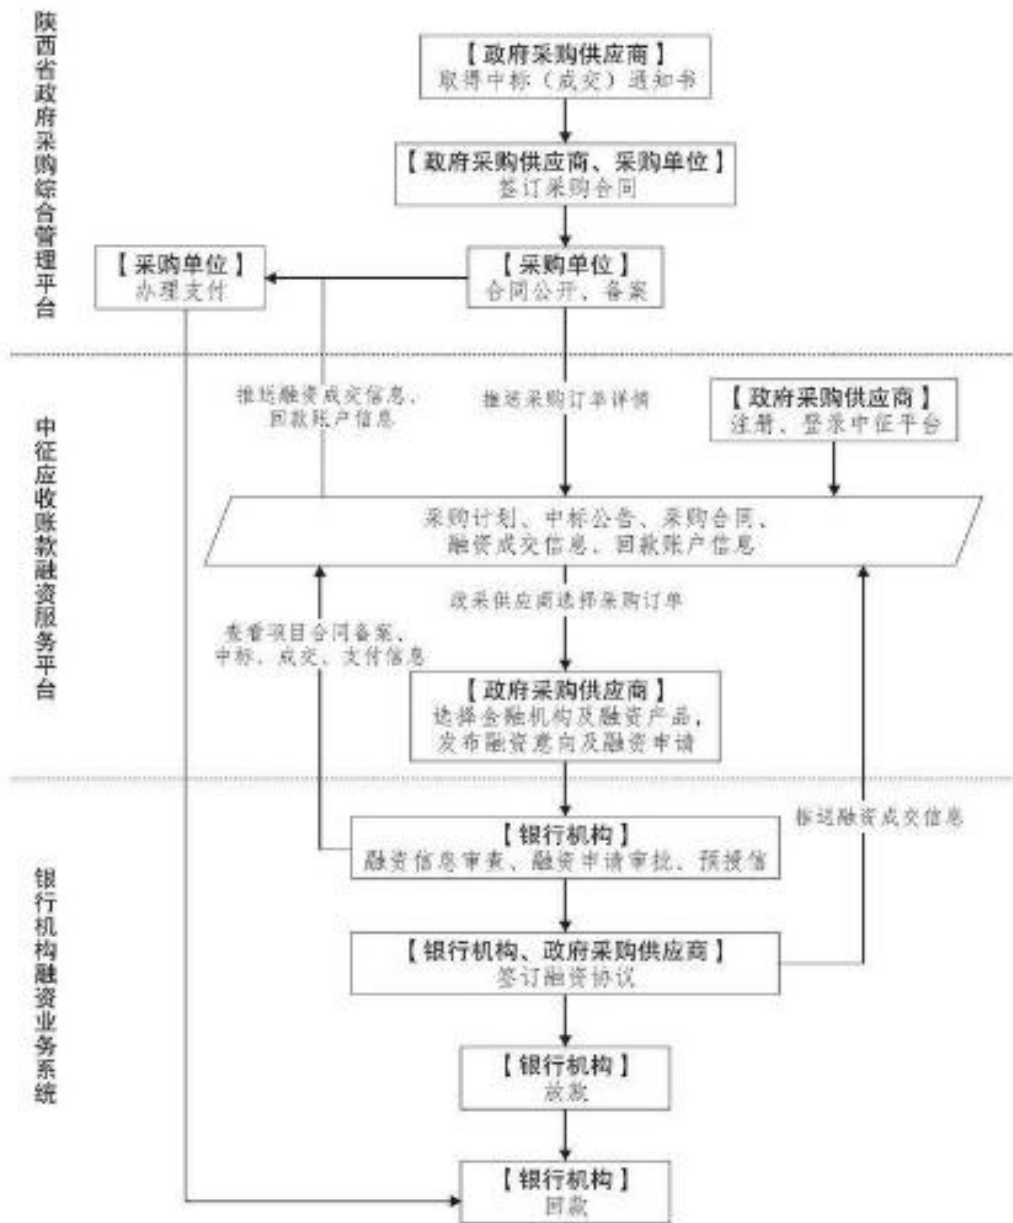 陕西省政府采购综合管理平台
【政府采购供应商】
取得中标（成交）通知书
【政府采购供应商、采购单位】
签订采购合同
【采购单位】
办理支付
【采购单位】
合同公开、备案
中征应收账款融资服务平台
推送融资成交信息、
回款账户信息
推送采购订单详情
【政府采购供应商】
注册、登录中征平台
采购计划、中标公告、采购合同、
融资成交信息、回款账户信息
政采供应商选择采购订单
查看项目合同备案、
中标、成交、支付信息
【政府采购供应商】
选择金融机构及融资产品，
发布融资意向及融资申请
银行机构融资业务系统
推送融资成交信息
【银行机构】
融资信息审查、融资申请审批、预授信
【银行机构、政府采购供应商】
签订融资协议
【银行机构】
放款
【银行机构】
回款